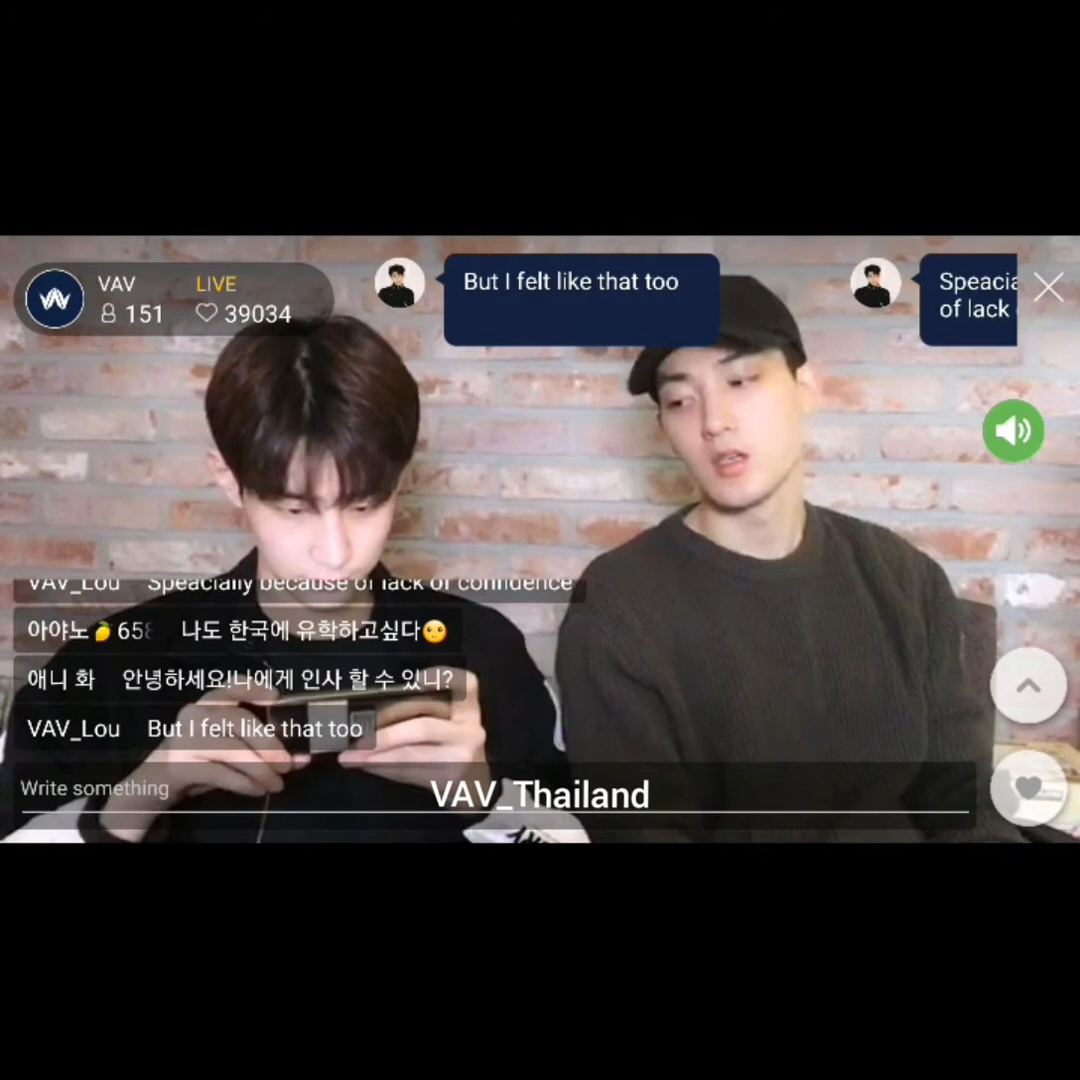 VAV LIVE
151 39034
But I felt like that too
Speacia
of lack
VAV_Lou Speacially because of lack of confidence
아야노🍋658 나도 한국에 유학하고싶다
애니 화 안녕하세요!나에게 인사 할 수 있니?
VAV_Lou But I felt like that too
Write something
VAV_Thailand